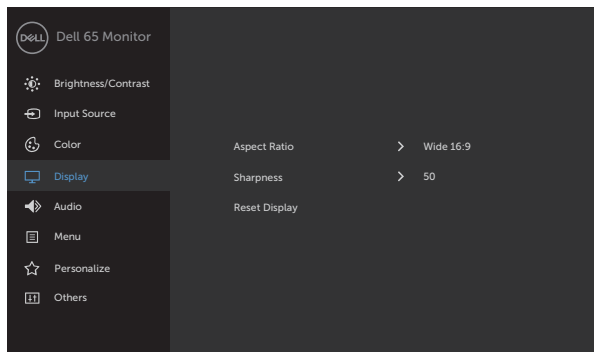 DELL Dell 65 Monitor
Brightness/Contrast
Input Source
Color
Aspect Ratio Wide 16:9
Display
Sharpness 50
Audio
Reset Display
Menu
Personalize
Others